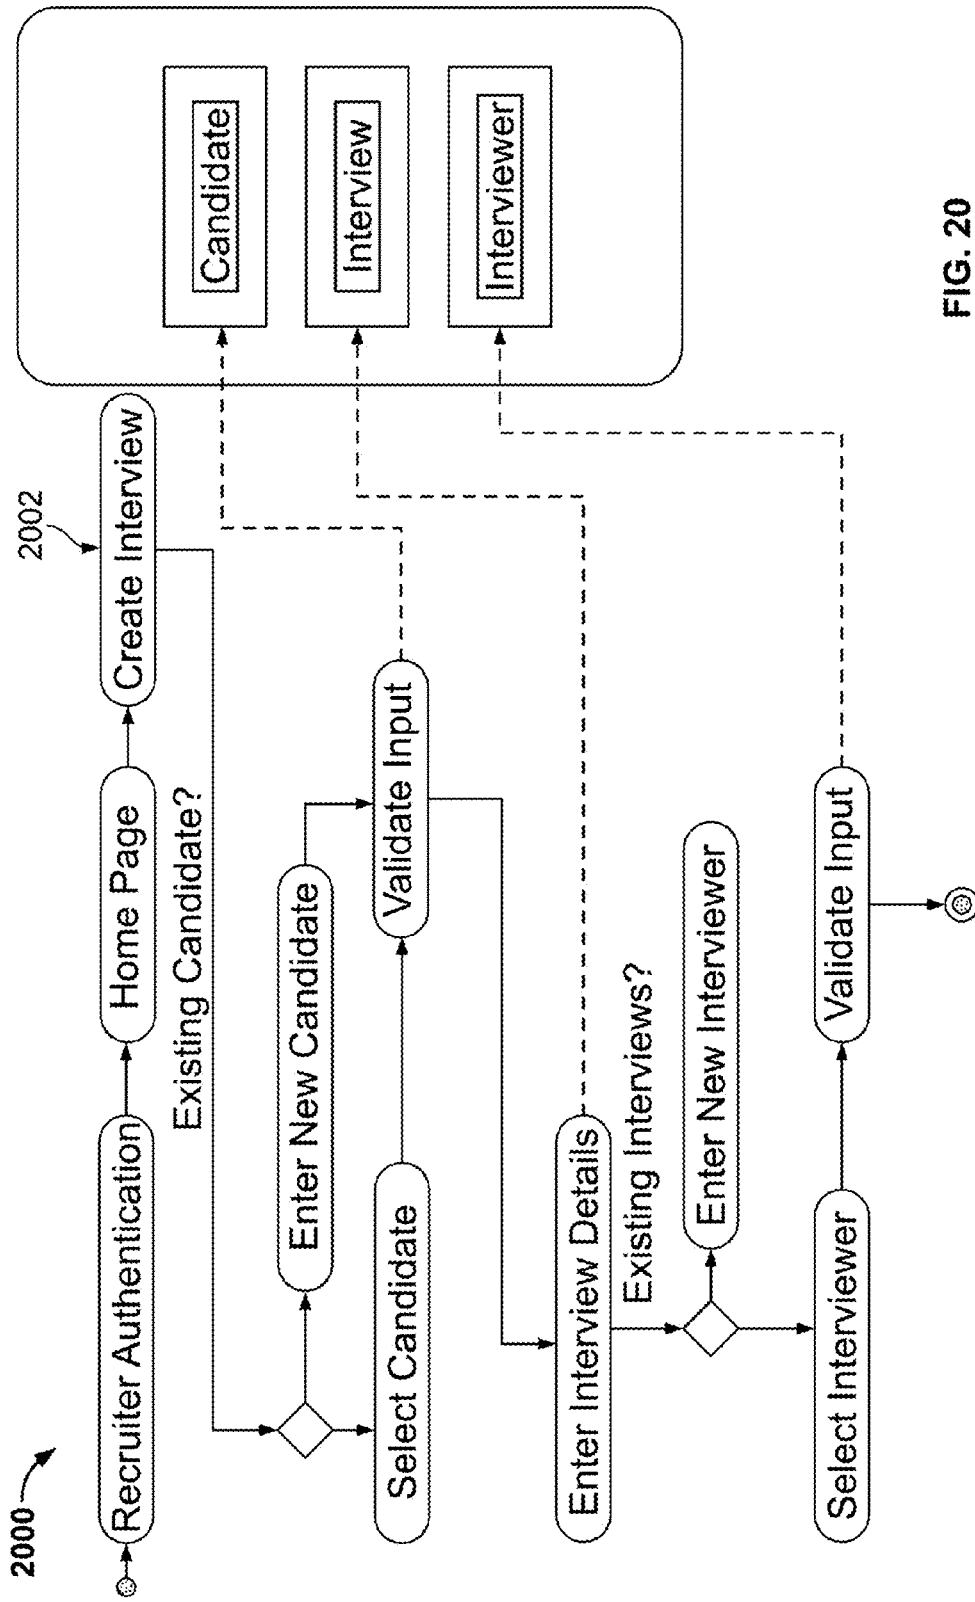 2000
Recruiter Authentication
Home Page
Create Interview
2002
Existing Candidate?
Enter New Candidate
Select Candidate
Validate Input
Enter Interview Details
Existing Interviews?
Enter New Interviewer
Select Interviewer
Validate Input
Candidate
Interview
Interviewer
FIG. 20